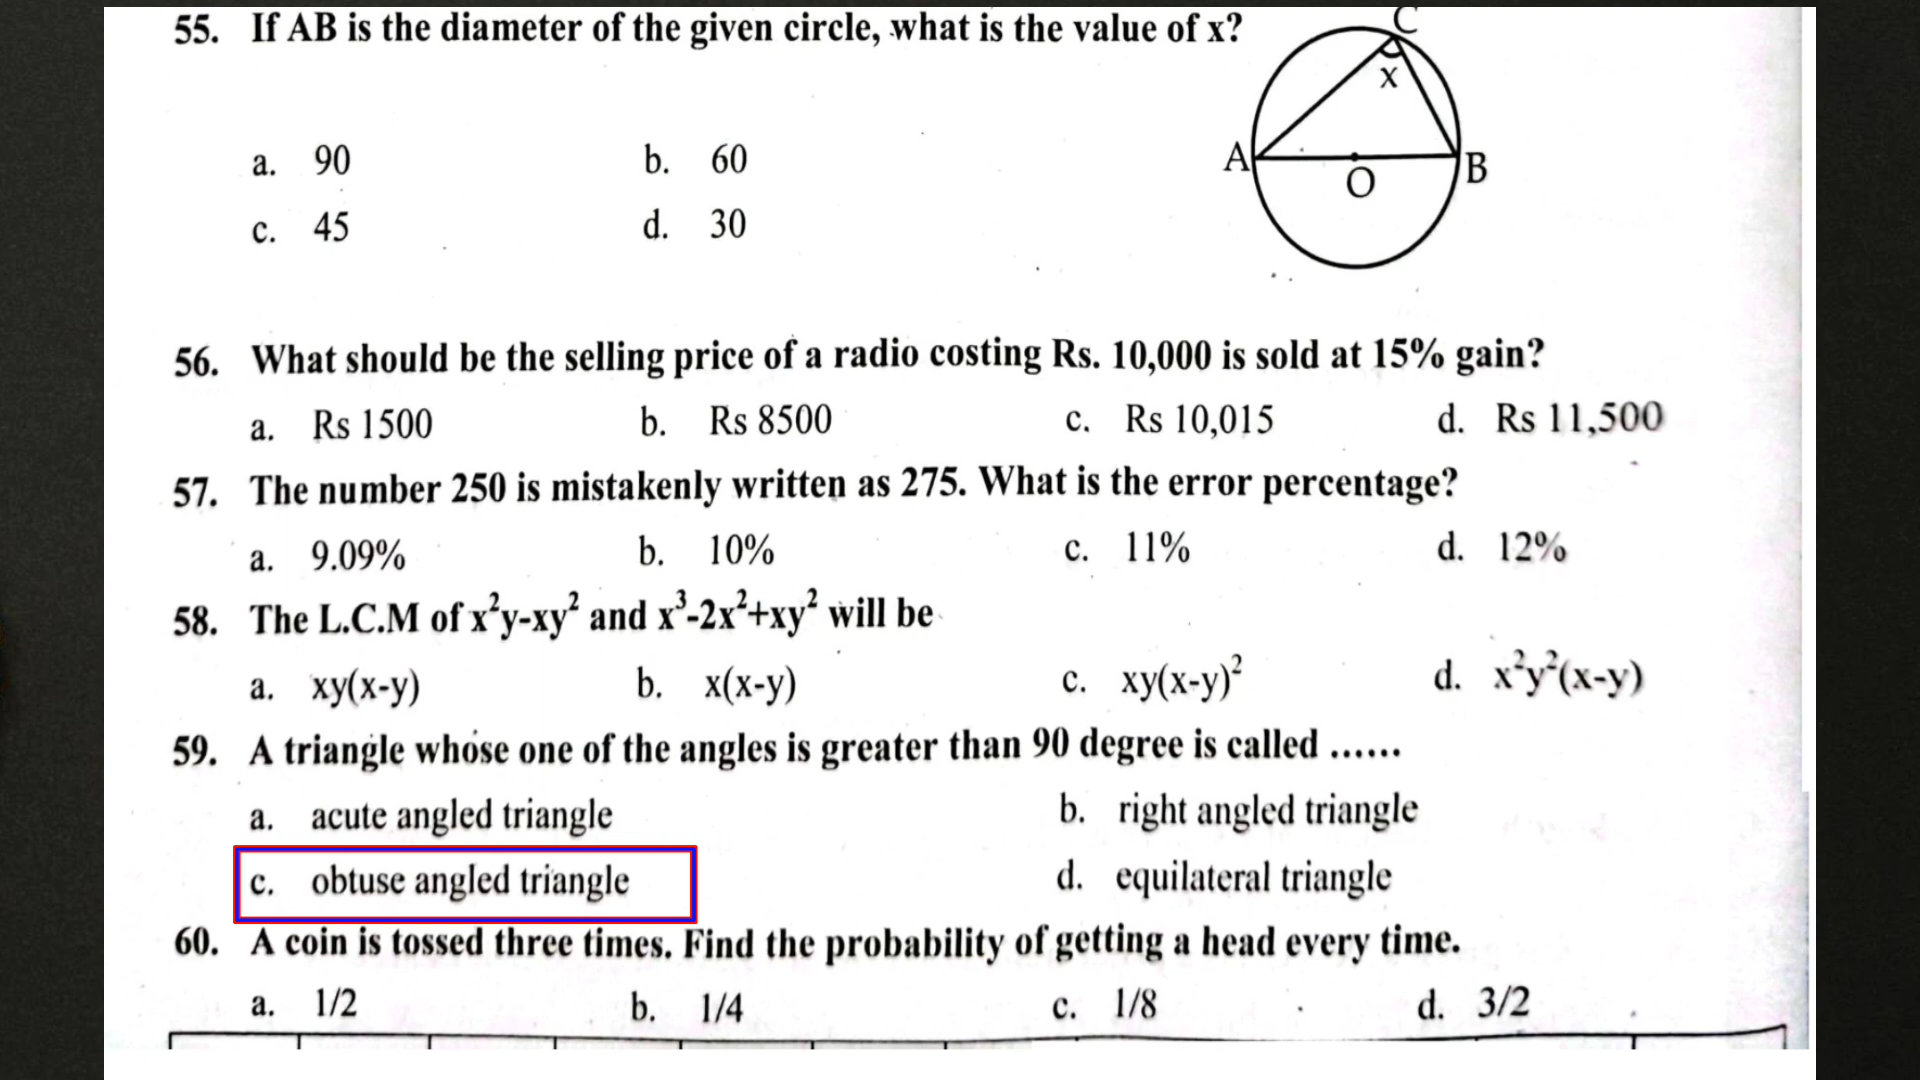 55. If AB is the diameter of the given circle, what is the value of x?
C
x
A
B
O
a. 90 b. 60
c. 45 d. 30
56. What should be the selling price of a radio costing Rs. 10,000 is sold at 15% gain?
a. Rs 1500 b. Rs 8500 c. Rs 10,015 d. Rs 11,500
57. The number 250 is mistakenly written as 275. What is the error percentage?
a. 9.09% b. 10% c. 11% d. 12%
58. The L.C.M of x²y-xy² and x³-2x²+xy² will be
a. xy(x-y) b. x(x-y) c. xy(x-y)² d. x²y²(x-y)
59. A triangle whose one of the angles is greater than 90 degree is called ......
a. acute angled triangle b. right angled triangle
c. obtuse angled triangle d. equilateral triangle
60. A coin is tossed three times. Find the probability of getting a head every time.
a. 1/2 b. 1/4 c. 1/8 d. 3/2